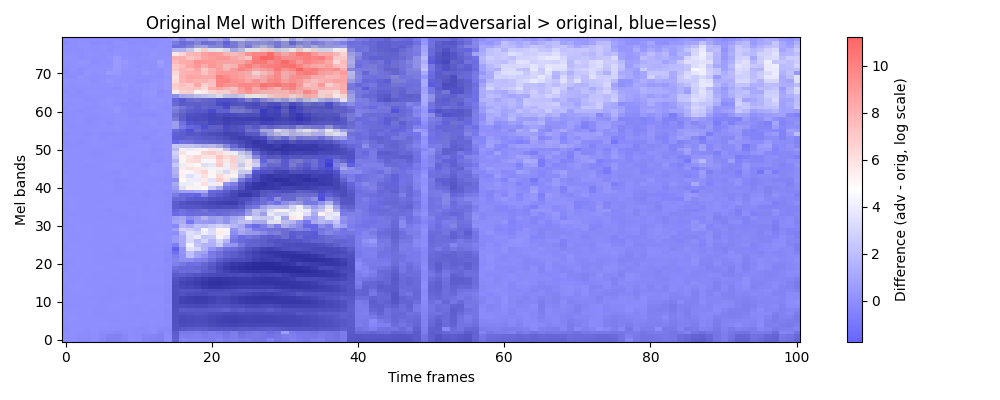 Original Mel with Differences (red=adversarial > original, blue=less)
Mel bands
70
60
50
40
30
20
10
0
0 20 40 60 80 100
Time frames
10
8
6
4
2
0
Difference (adv - orig, log scale)